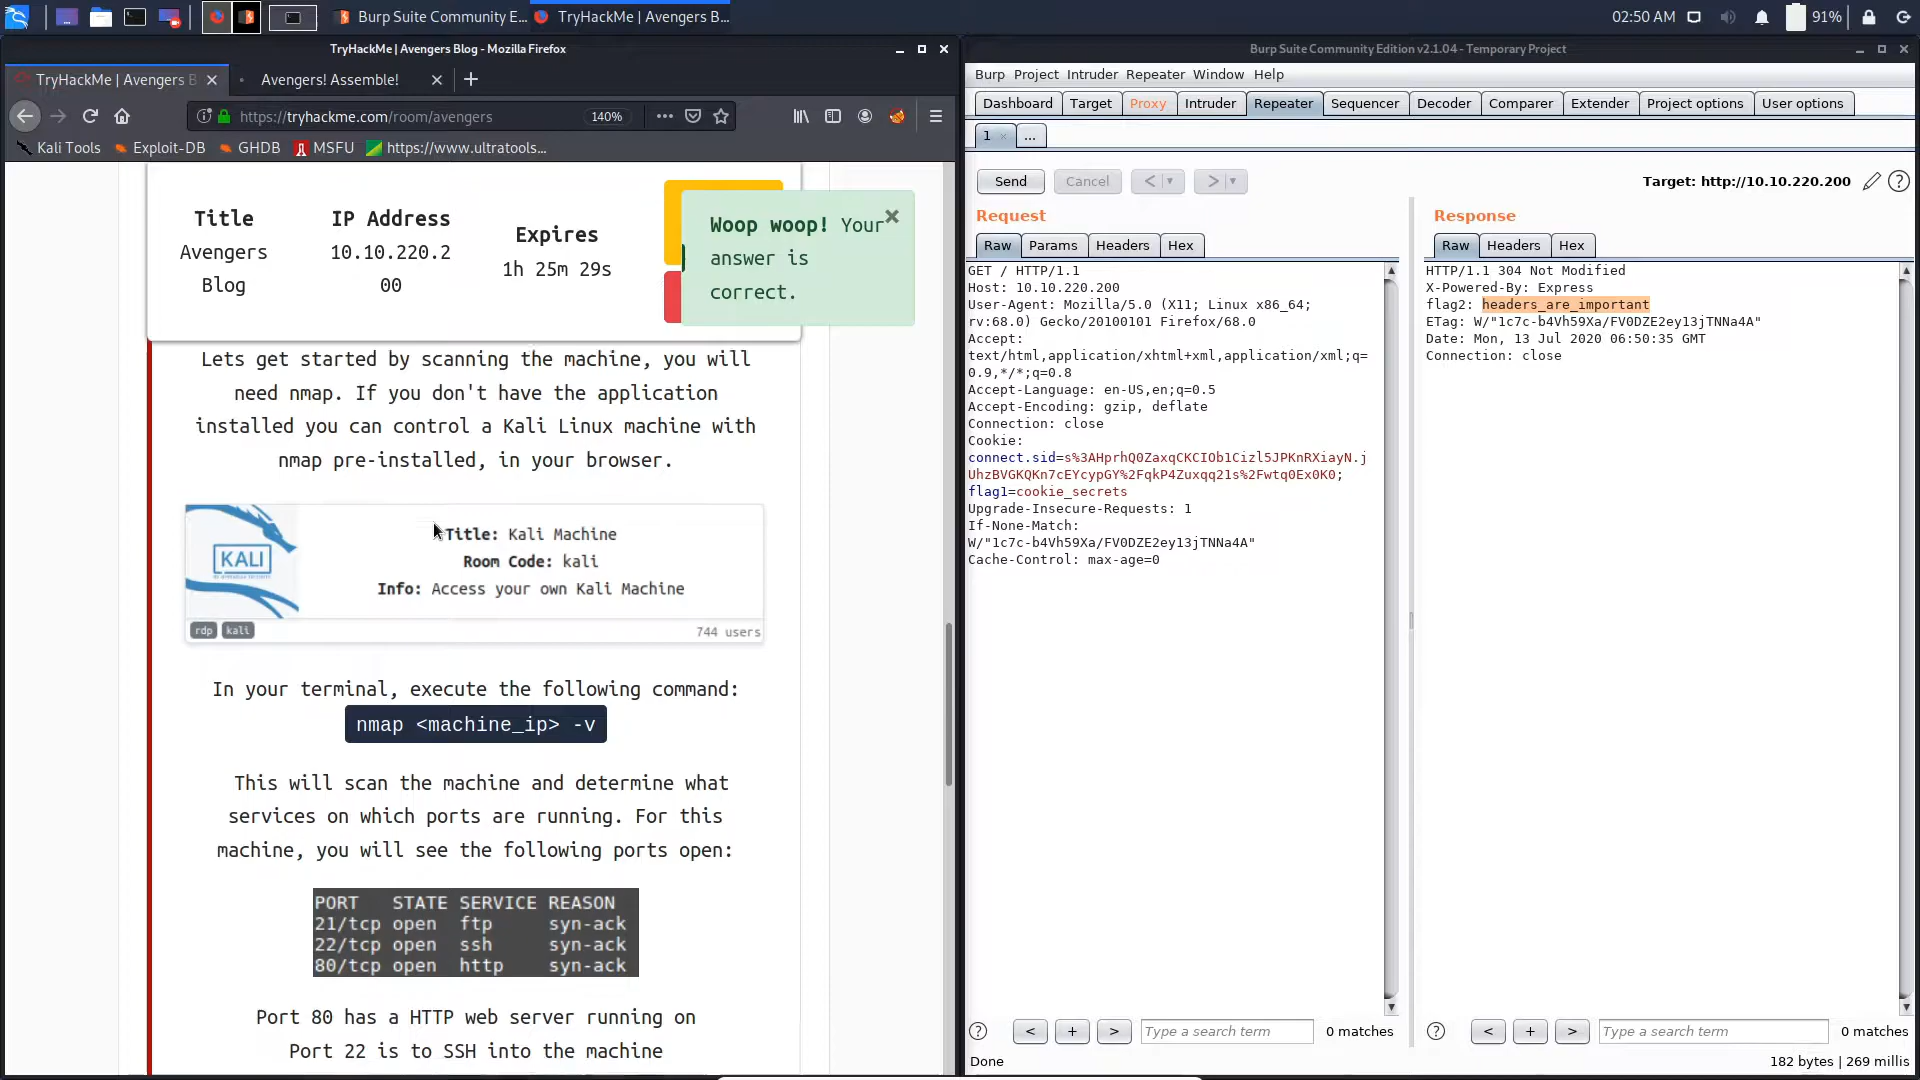 Burp Suite Community E...
TryHackMe | Avengers B...
02:50 AM
91%
TryHackMe | Avengers Blog - Mozilla Firefox
TryHackMe | Avengers B
Avengers! Assemble!
https://tryhackme.com/room/avengers
140%
Kali Tools
Exploit-DB
GHDB
MSFU
https://www.ultratools...
Title
Avengers
Blog
IP Address
10.10.220.2
00
Expires
1h 25m 29s
Woop woop! Your
answer is
correct.
Lets get started by scanning the machine, you will
need nmap. If you don't have the application
installed you can control a Kali Linux machine with
nmap pre-installed, in your browser.
KALI
Title: Kali Machine
Room Code: kali
Info: Access your own Kali Machine
rdp kali
744 users
In your terminal, execute the following command:
nmap <machine_ip> -v
This will scan the machine and determine what
services on which ports are running. For this
machine, you will see the following ports open:
PORT STATE SERVICE REASON
21/tcp open ftp syn-ack
22/tcp open ssh syn-ack
80/tcp open http syn-ack
Port 80 has a HTTP web server running on
Port 22 is to SSH into the machine
Burp Suite Community Edition v2.1.04 - Temporary Project
Burp Project Intruder Repeater Window Help
Dashboard Target Proxy Intruder Repeater Sequencer Decoder Comparer Extender Project options User options
1 × ...
Send Cancel < >
Target: http://10.10.220.200
Request
Raw Params Headers Hex
GET / HTTP/1.1
Host: 10.10.220.200
User-Agent: Mozilla/5.0 (X11; Linux x86_64;
rv:68.0) Gecko/20100101 Firefox/68.0
Accept:
text/html,application/xhtml+xml,application/xml;q=
0.9,*/*;q=0.8
Accept-Language: en-US,en;q=0.5
Accept-Encoding: gzip, deflate
Connection: close
Cookie:
connect.sid=s%3AHprhQ0ZaxqCKCIOb1Cizl5JPKnRXiayN.j
UhzBVGKQKn7cEYcypGY%2FqkP4Zuxqq21s%2Fwtq0Ex0K0;
flag1=cookie_secrets
Upgrade-Insecure-Requests: 1
If-None-Match:
W/"1c7c-b4Vh59Xa/FV0DZE2ey13jTNNa4A"
Cache-Control: max-age=0
? < + > Type a search term 0 matches
Response
Raw Headers Hex
HTTP/1.1 304 Not Modified
X-Powered-By: Express
flag2: headers_are_important
ETag: W/"1c7c-b4Vh59Xa/FV0DZE2ey13jTNNa4A"
Date: Mon, 13 Jul 2020 06:50:35 GMT
Connection: close
? < + > Type a search term 0 matches
Done
182 bytes | 269 millis